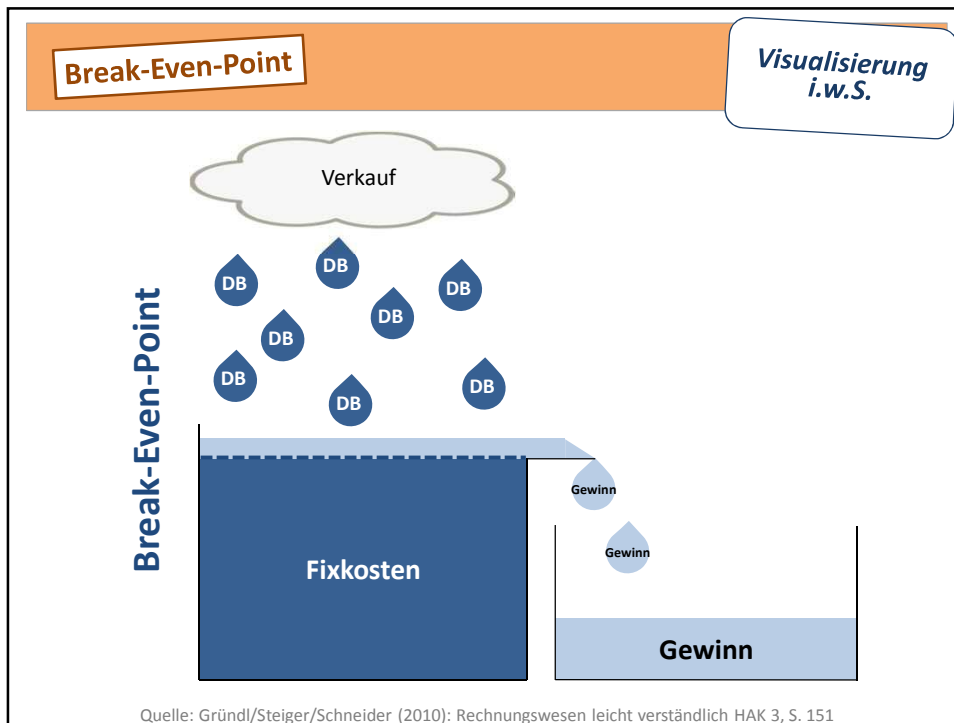 Break-Even-Point
Visualisierung
i.w.S.
Verkauf
DB
DB
DB
DB
DB
DB
DB
DB
Break-Even-Point
Gewinn
Gewinn
Fixkosten
Gewinn
Quelle: Gründl/Steiger/Schneider (2010): Rechnungswesen leicht verständlich HAK 3, S. 151